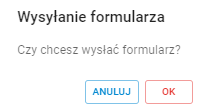 Wysyłanie formularza
Czy chcesz wysłać formularz?
ANULUJ OK